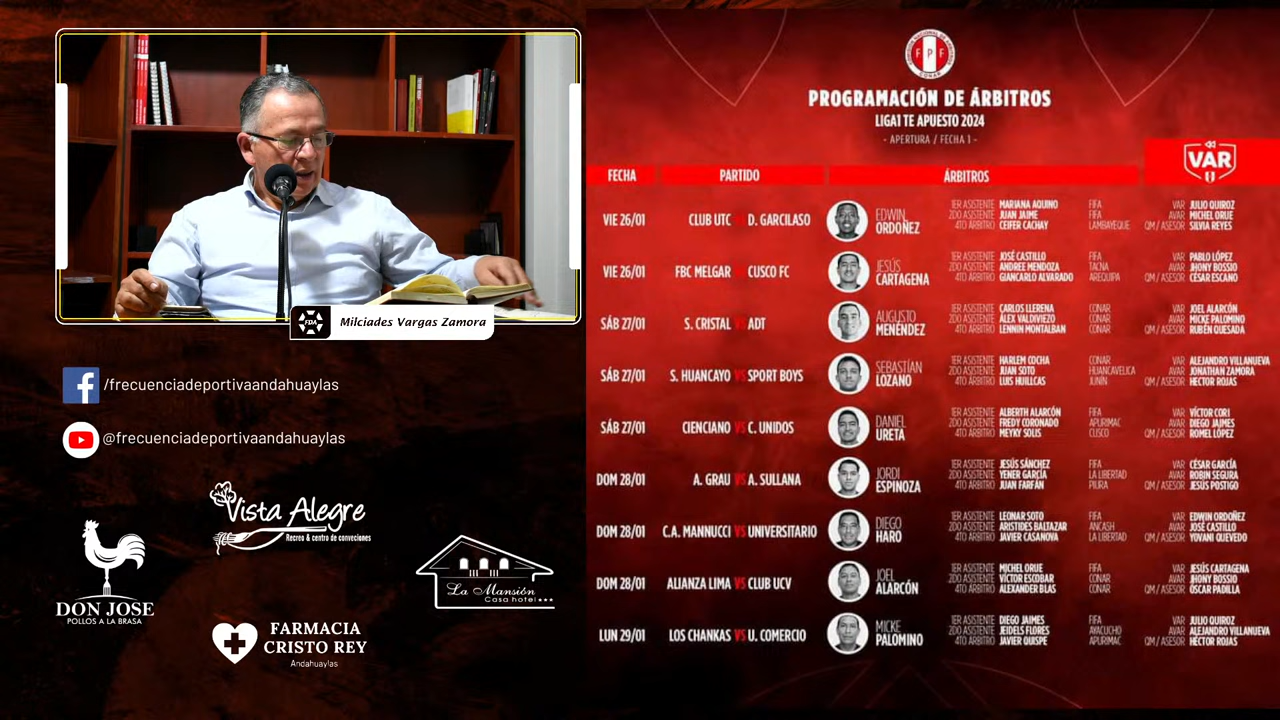 FDA
Milciades Vargas Zamora
/frecuenciadeportivaandahuaylas
@frecuenciadeportivaandahuaylas
Vista Alegre
Recreo & centro de convenciones
DON JOSE
POLLOS A LA BRASA
La Mansión
Casa hotel ★★★
FARMACIA
CRISTO REY
Andahuaylas
FPF
CONAR
PROGRAMACIÓN DE ÁRBITROS
LIGA1 TE APUESTO 2024
- APERTURA / FECHA 1 -
FECHA PARTIDO ÁRBITROS VAR
VIE 26/01 CLUB UTC D. GARCILASO EDWIN ORDOÑEZ
1ER ASISTENTE MARIANA AQUINO FIFA VAR JULIO QUIROZ
2DO ASISTENTE JUAN JAIME FIFA AVAR MICHEL ORUE
4TO ÁRBITRO CEIFER CACHAY LAMBAYEQUE QM / ASESOR SILVIA REYES
VIE 26/01 FBC MELGAR CUSCO FC JESÚS CARTAGENA
1ER ASISTENTE JOSÉ CASTILLO FIFA VAR PABLO LÓPEZ
2DO ASISTENTE ANDREE MENDOZA TACNA AVAR JHONY BOSSIO
4TO ÁRBITRO GIANCARLO ALVARADO AREQUIPA QM / ASESOR CÉSAR ESCANO
SÁB 27/01 S. CRISTAL VS ADT AUGUSTO MENÉNDEZ
1ER ASISTENTE CARLOS LLERENA CONAR VAR JOEL ALARCÓN
2DO ASISTENTE ÁLEX VALDIVIEZO CONAR AVAR MICKE PALOMINO
4TO ÁRBITRO LENNIN MONTALBAN CONAR QM / ASESOR RUBÉN QUESADA
SÁB 27/01 S. HUANCAYO VS SPORT BOYS SEBASTÍAN LOZANO
1ER ASISTENTE HARLEM COCHA CONAR VAR ALEJANDRO VILLANUEVA
2DO ASISTENTE JUAN SOTO HUANCAVELICA AVAR JONATHAN ZAMORA
4TO ÁRBITRO LUIS HUILLCAS JUNÍN QM / ASESOR HÉCTOR ROJAS
SÁB 27/01 CIENCIANO VS C. UNIDOS DANIEL URETA
1ER ASISTENTE ALBERTH ALARCÓN FIFA VAR VÍCTOR CORI
2DO ASISTENTE FREDY CORONADO APURIMAC AVAR DIEGO JAIMES
4TO ÁRBITRO MEYKY SOLIS CUSCO QM / ASESOR ROMEL LÓPEZ
DOM 28/01 A. GRAU VS A. SULLANA JORDI ESPINOZA
1ER ASISTENTE JESÚS SÁNCHEZ FIFA VAR CÉSAR GARCÍA
2DO ASISTENTE YENER GARCÍA LA LIBERTAD AVAR ROBIN SEGURA
4TO ÁRBITRO JUAN FARFÁN PIURA QM / ASESOR JESÚS POSTIGO
DOM 28/01 C.A. MANNUCCI VS UNIVERSITARIO DIEGO HARO
1ER ASISTENTE LEONAR SOTO FIFA VAR EDWIN ORDOÑEZ
2DO ASISTENTE ARISTIDES BALTAZAR ANCASH AVAR JOSÉ CASTILLO
4TO ÁRBITRO JAVIER CASANOVA LA LIBERTAD QM / ASESOR YOVANI QUEVEDO
DOM 28/01 ALIANZA LIMA VS CLUB UCV JOEL ALARCÓN
1ER ASISTENTE MICHEL ORUE FIFA VAR JESÚS CARTAGENA
2DO ASISTENTE VÍCTOR ESCOBAR CONAR AVAR JHONY BOSSIO
4TO ÁRBITRO ALEXANDER BLAS CONAR QM / ASESOR ÓSCAR PADILLA
LUN 29/01 LOS CHANKAS VS U. COMERCIO MICKE PALOMINO
1ER ASISTENTE DIEGO JAIMES FIFA VAR JULIO QUIROZ
2DO ASISTENTE JEIDELS FLORES AYACUCHO AVAR ALEJANDRO VILLANUEVA
4TO ÁRBITRO JAVIER QUISPE APURIMAC QM / ASESOR HÉCTOR ROJAS